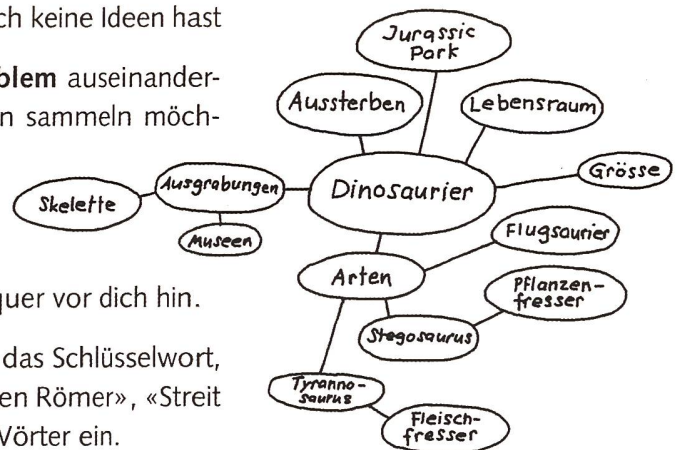 ch keine Ideen hast
blem auseinander-
n sammeln möch-
quer vor dich hin.
das Schlüsselwort,
en Römer», «Streit
Wörter ein.
Jurassic
Park
Aussterben
Lebensraum
Grösse
Dinosaurier
Ausgrabungen
Skelette
Museen
Flugsaurier
Arten
Pflanzen-
fresser
Stegosaurus
Tyranno-
saurus
Fleisch-
fresser